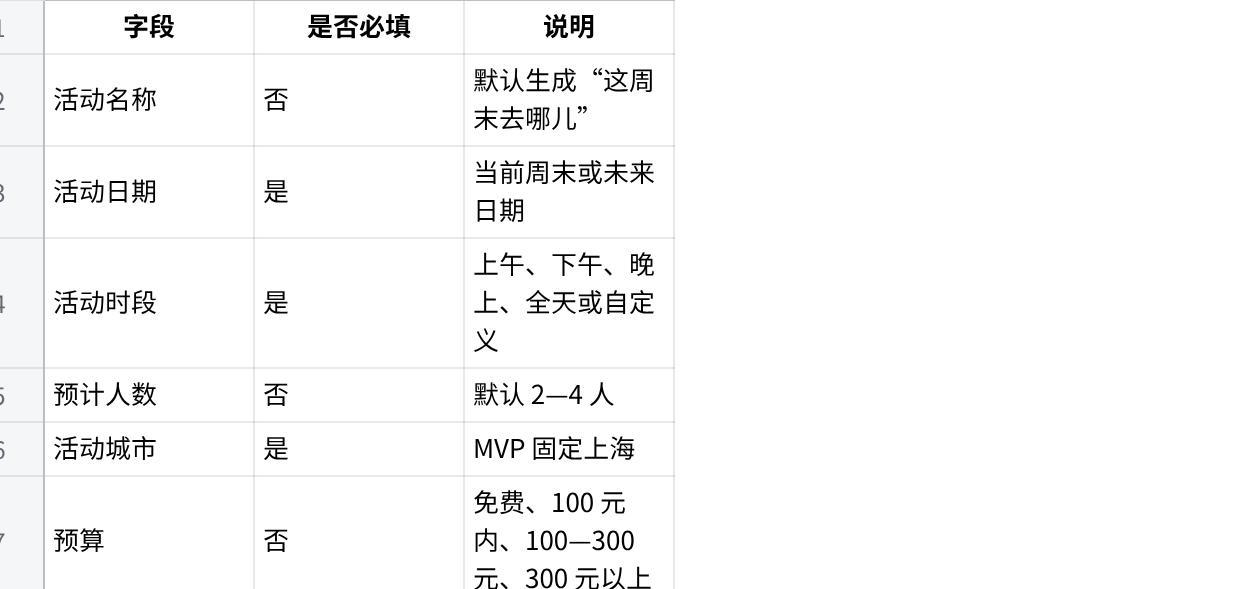 1 字段 是否必填 说明
2 活动名称 否 默认生成“这周
末去哪儿”
3 活动日期 是 当前周末或未来
日期
4 活动时段 是 上午、下午、晚
上、全天或自定
义
5 预计人数 否 默认 2—4 人
6 活动城市 是 MVP 固定上海
7 预算 否 免费、100 元
内、100—300
元、300 元以上